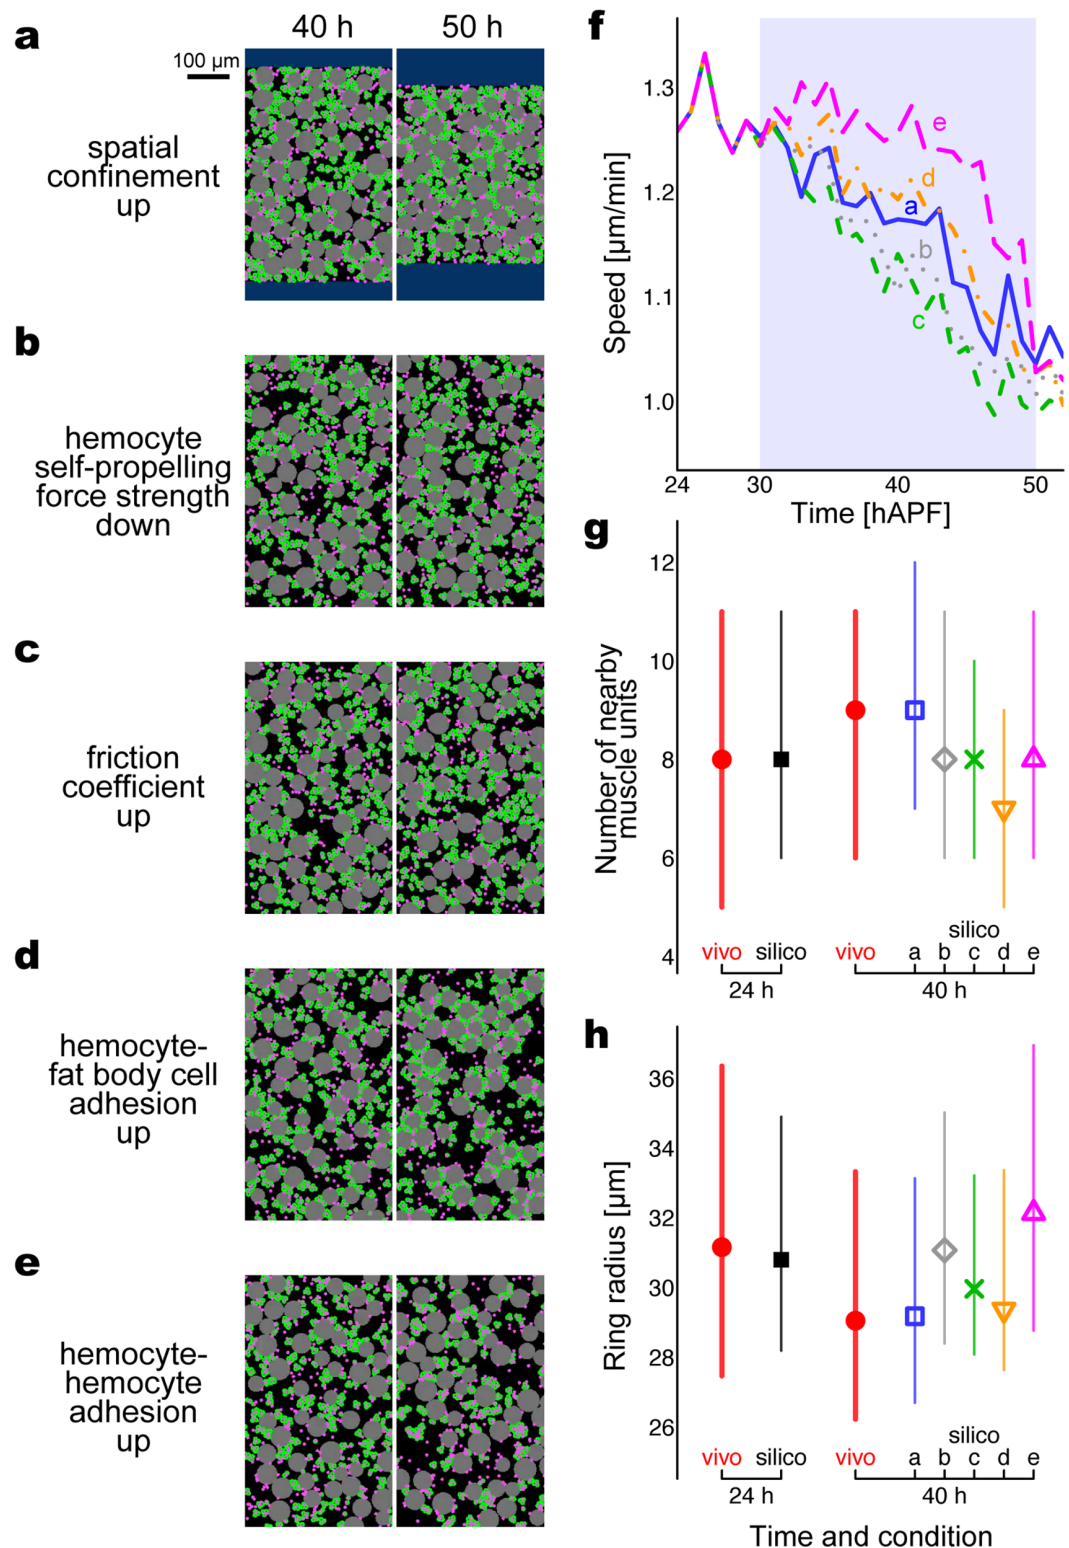 a
40 h
50 h
100 µm
spatial
confinement
up
b
hemocyte
self-propelling
force strength
down
c
friction
coefficient
up
d
hemocyte-
fat body cell
adhesion
up
e
hemocyte-
hemocyte
adhesion
up
f
Speed [µm/min]
1.3
1.2
1.1
1.0
e
d
a
b
c
24
30
40
50
Time [hAPF]
g
Number of nearby
muscle units
12
10
8
6
4
silico
vivo
silico
vivo
a
b
c
d
e
24 h
40 h
h
Ring radius [µm]
36
34
32
30
28
26
silico
vivo
silico
vivo
a
b
c
d
e
24 h
40 h
Time and condition